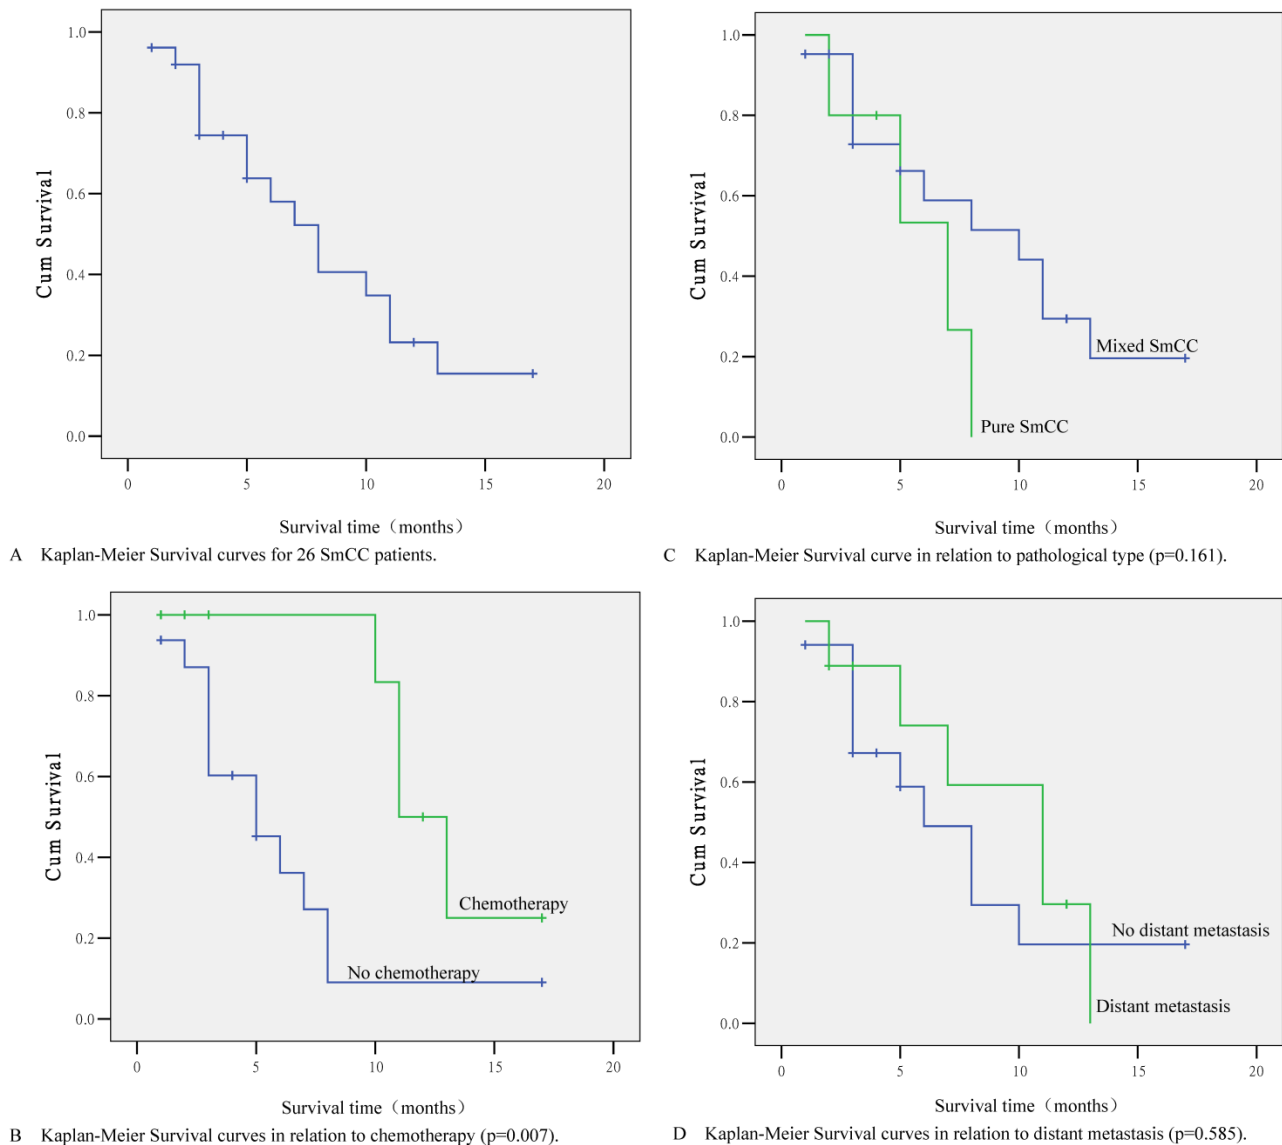 1.0
0.8
0.6
0.4
0.2
0.0
Cum Survival
0 5 10 15 20
Survival time（months）
A Kaplan-Meier Survival curves for 26 SmCC patients.
1.0
0.8
0.6
0.4
0.2
0.0
Cum Survival
Mixed SmCC
Pure SmCC
0 5 10 15 20
Survival time（months）
C Kaplan-Meier Survival curve in relation to pathological type (p=0.161).
1.0
0.8
0.6
0.4
0.2
0.0
Cum Survival
Chemotherapy
No chemotherapy
0 5 10 15 20
Survival time（months）
B Kaplan-Meier Survival curves in relation to chemotherapy (p=0.007).
1.0
0.8
0.6
0.4
0.2
0.0
Cum Survival
No distant metastasis
Distant metastasis
0 5 10 15 20
Survival time（months）
D Kaplan-Meier Survival curves in relation to distant metastasis (p=0.585).